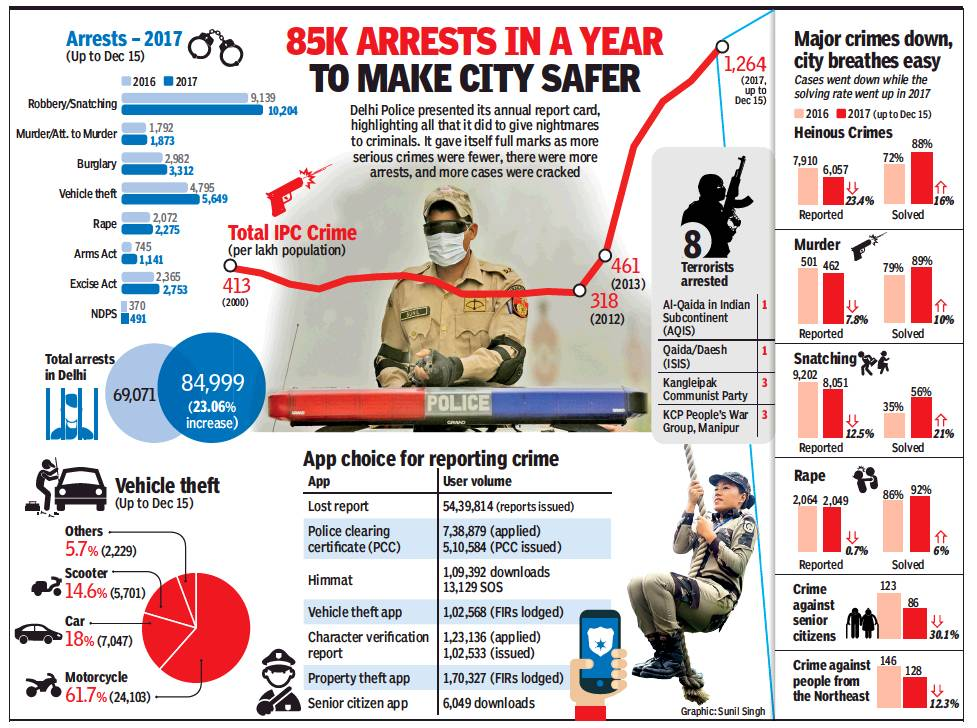 85K ARRESTS IN A YEAR
TO MAKE CITY SAFER
Delhi Police presented its annual report card,
highlighting all that it did to give nightmares
to criminals. It gave itself full marks as more
serious crimes were fewer, there were more
arrests, and more cases were cracked
Arrests – 2017
(Up to Dec 15)
2016 2017
Robbery/Snatching 9,139
10,204
Murder/Att. to Murder 1,792
1,873
Burglary 2,982
3,312
Vehicle theft 4,795
5,649
Rape 2,072
2,275
Arms Act 745
1,141
Excise Act 2,365
2,753
NDPS 370
491
Total arrests
in Delhi
69,071
84,999
(23.06%
increase)
Total IPC Crime
(per lakh population)
413
(2000)
318
(2012)
461
(2013)
1,264
(2017,
up to
Dec 15)
POLICE
GRAND
GRAND
8
Terrorists
arrested
Al-Qaida in Indian
Subcontinent
(AQIS) 1
Qaida/Daesh
(ISIS) 1
Kangleipak
Communist Party 3
KCP People's War
Group, Manipur 3
Vehicle theft
(Up to Dec 15)
Others
5.7% (2,229)
Scooter
14.6% (5,701)
Car
18% (7,047)
Motorcycle
61.7% (24,103)
App choice for reporting crime
App User volume
Lost report 54,39,814 (reports issued)
Police clearing
certificate (PCC)
7,38,879 (applied)
5,10,584 (PCC issued)
Himmat
1,09,392 downloads
13,129 SOS
Vehicle theft app 1,02,568 (FIRs lodged)
Character verification
report
1,23,136 (applied)
1,02,533 (issued)
Property theft app 1,70,327 (FIRs lodged)
Senior citizen app 6,049 downloads
Graphic: Sunil Singh
Major crimes down,
city breathes easy
Cases went down while the
solving rate went up in 2017
2016 2017 (up to Dec 15)
Heinous Crimes
7,910 6,057
23.4%
Reported
72% 88%
16%
Solved
Murder
501 462
7.8%
Reported
79% 89%
10%
Solved
Snatching
9,202 8,051
12.5%
Reported
35% 56%
21%
Solved
Rape
2,064 2,049
0.7%
Reported
86% 92%
6%
Solved
Crime
against
senior
citizens
123
86
30.1%
Crime against
people from
the Northeast
146
128
12.3%